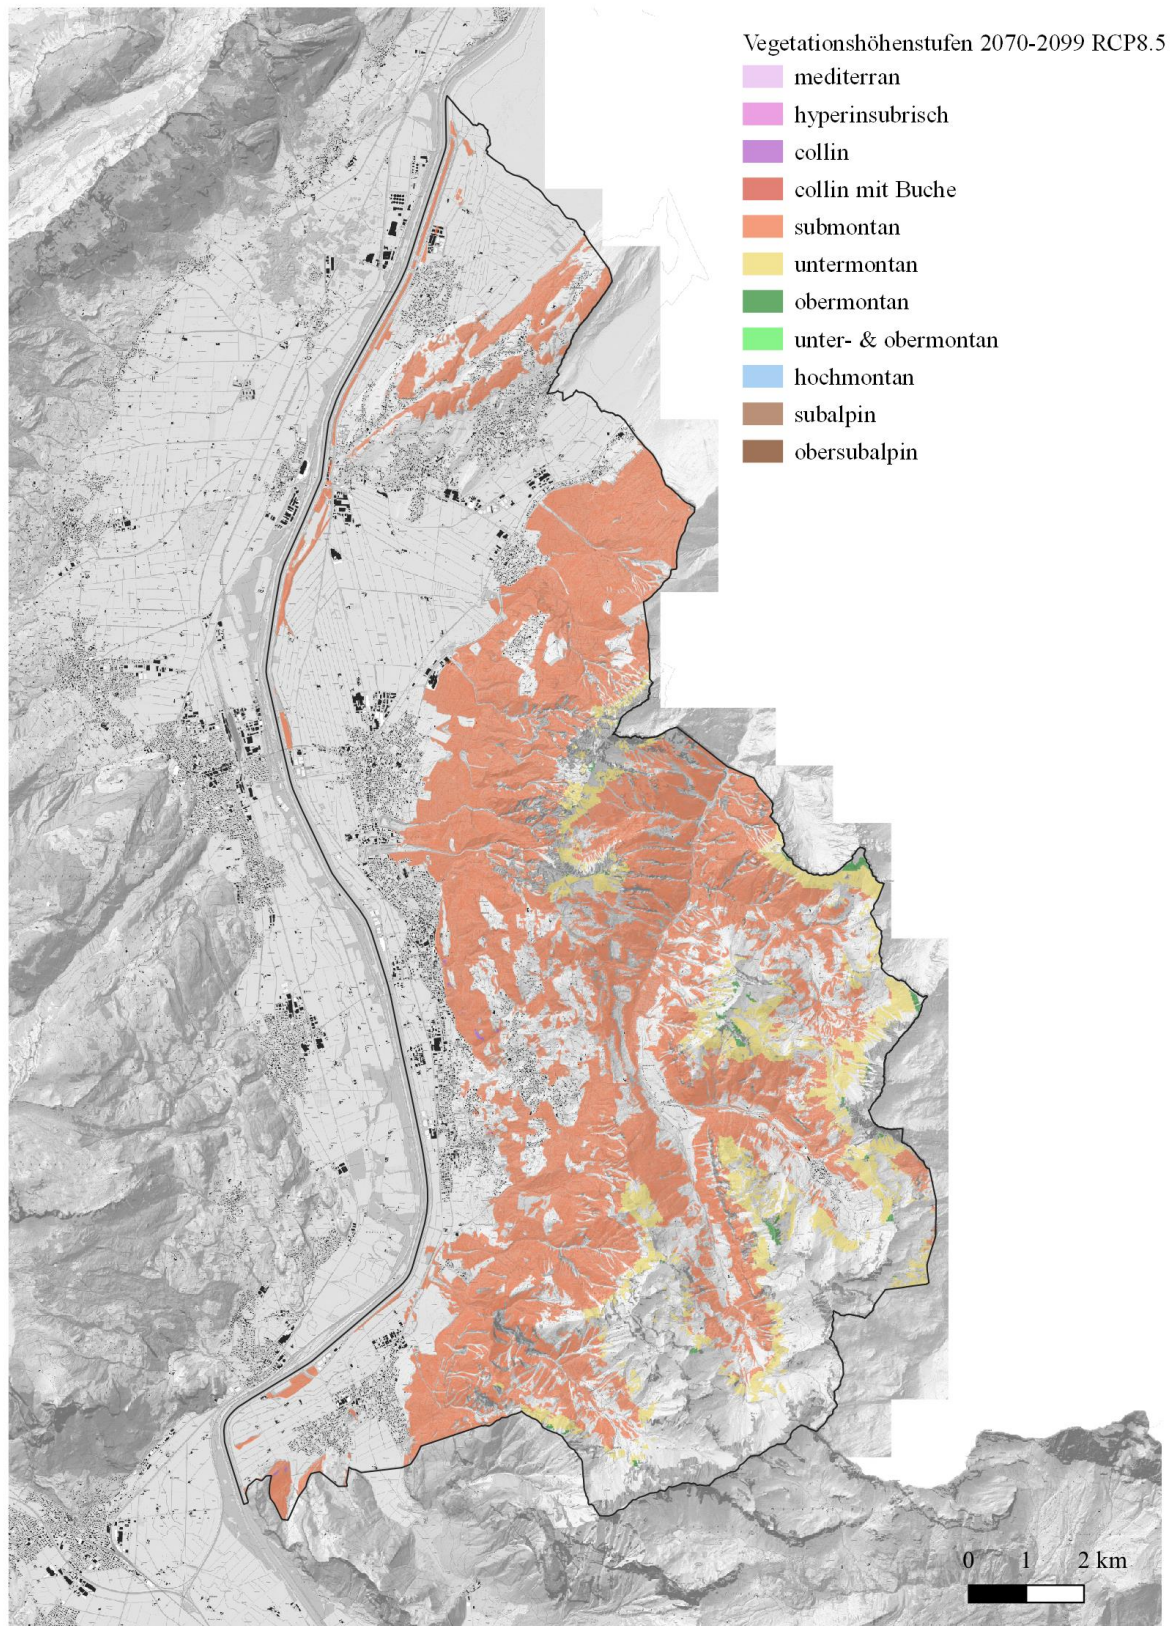 Vegetationshöhenstufen 2070-2099 RCP8.5
mediterran
hyperinsubrisch
collin
collin mit Buche
submontan
untermontan
obermontan
unter- & obermontan
hochmontan
subalpin
obersubalpin
0 1 2 km